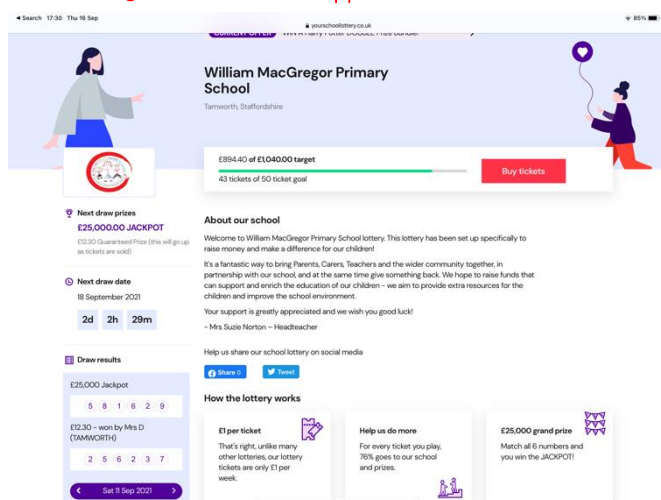 Search 17:30 Thu 16 Sep
yourschoollottery.co.uk
85%
CURRENT OFFER WIN A Harry Potter DOUBLE Prize Bundle!
William MacGregor Primary
School
Tamworth, Staffordshire
£894.40 of £1,040.00 target
43 tickets of 50 ticket goal
Buy tickets
Next draw prizes
£25,000.00 JACKPOT
£12.30 Guaranteed Prize (this will go up
as tickets are sold)
Next draw date
18 September 2021
2d 2h 29m
Draw results
£25,000 Jackpot
5 8 1 6 2 9
£12.30 - won by Mrs D
(TAMWORTH)
2 5 6 2 3 7
Sat 11 Sep 2021
About our school
Welcome to William MacGregor Primary School lottery. This lottery has been set up specifically to
raise money and make a difference for our children!
It's a fantastic way to bring Parents, Carers, Teachers and the wider community together, in
partnership with our school, and at the same time give something back. We hope to raise funds that
can support and enrich the education of our children - we aim to provide extra resources for the
children and improve the school environment.
Your support is greatly appreciated and we wish you good luck!
- Mrs Suzie Norton – Headteacher
Help us share our school lottery on social media
Share 0
Tweet
How the lottery works
£1 per ticket
That's right, unlike many
other lotteries, our lottery
tickets are only £1 per
week.
Help us do more
For every ticket you play,
76% goes to our school
and prizes.
£25,000 grand prize
Match all 6 numbers and
you win the JACKPOT!